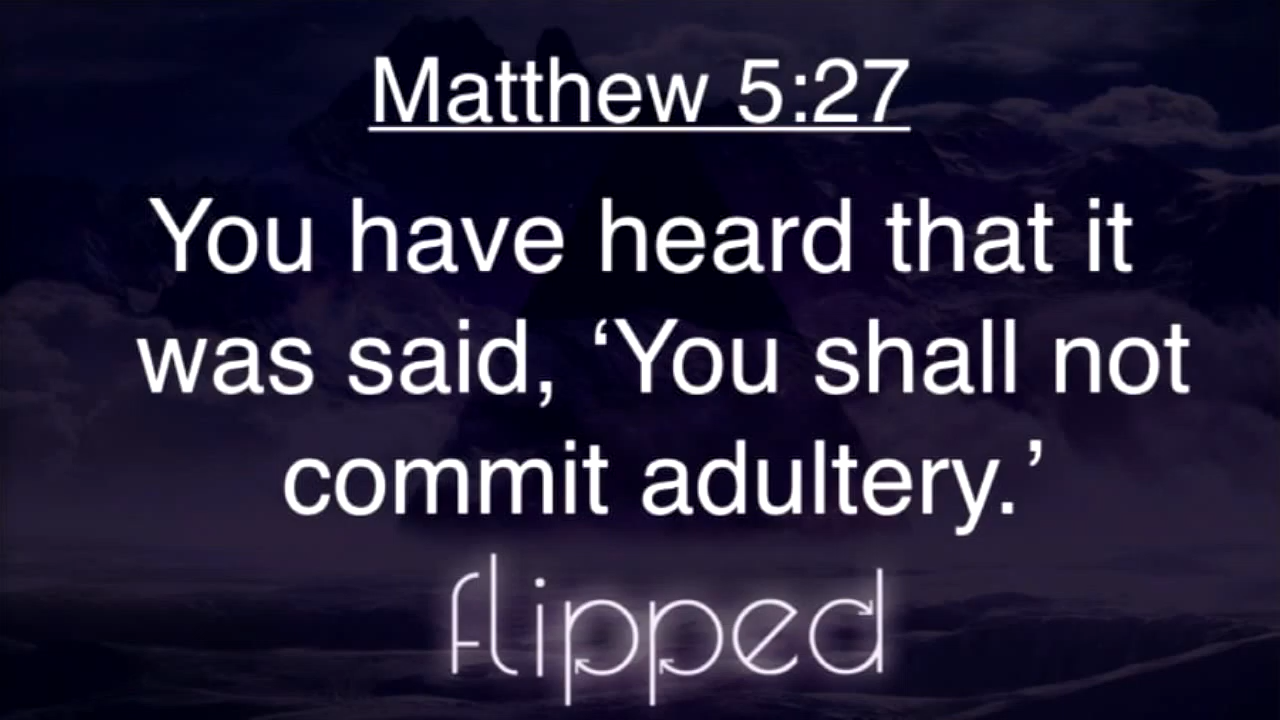 Matthew 5:27
You have heard that it
was said, ‘You shall not
commit adultery.’
flipped